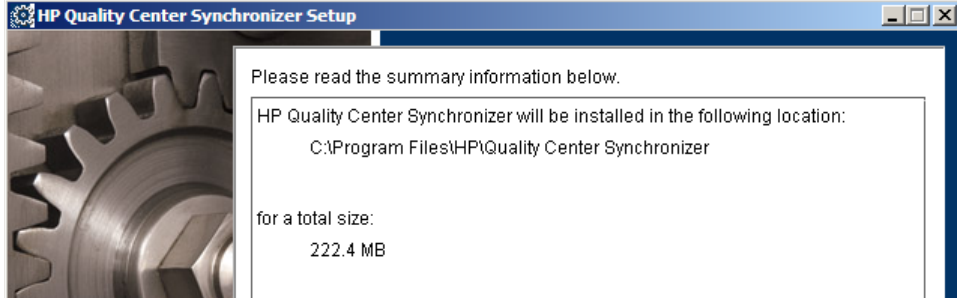 HP Quality Center Synchronizer Setup
Please read the summary information below.
HP Quality Center Synchronizer will be installed in the following location:
C:\Program Files\HP\Quality Center Synchronizer
for a total size:
222.4 MB